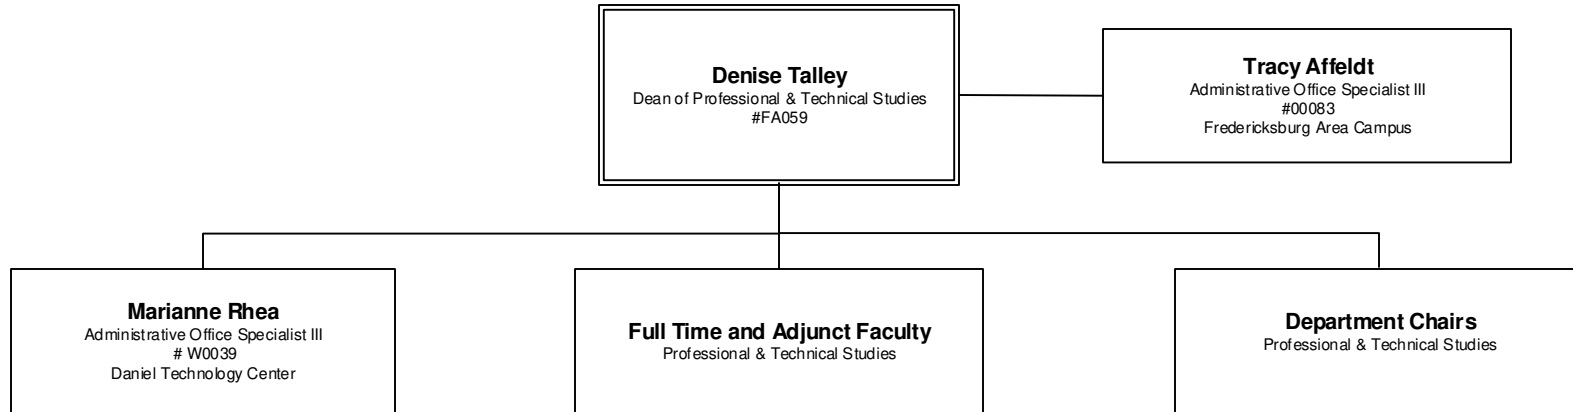 Denise Talley
Dean of Professional & Technical Studies
#FA059
Tracy Affeldt
Administrative Office Specialist III
#00083
Fredericksburg Area Campus
Marianne Rhea
Administrative Office Specialist III
# W0039
Daniel Technology Center
Full Time and Adjunct Faculty
Professional & Technical Studies
Department Chairs
Professional & Technical Studies